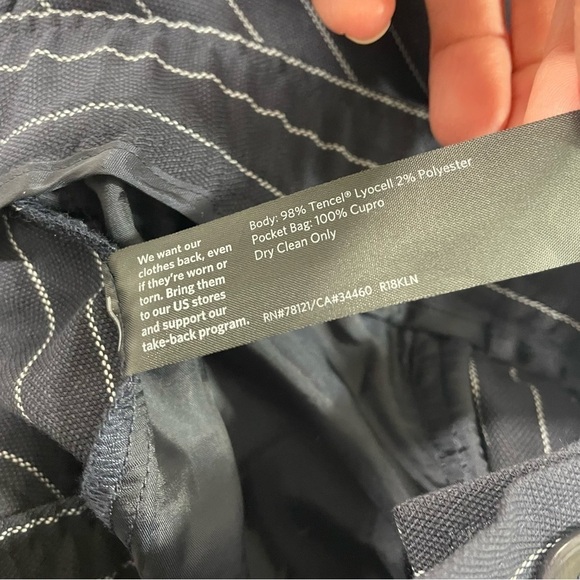 We want our
clothes back, even
if they're worn or
torn. Bring them
to our US stores
and support our
take-back program.
Body: 98% Tencel® Lyocell 2% Polyester
Pocket Bag: 100% Cupro
Dry Clean Only
RN#78121/CA#34460 R18KLN